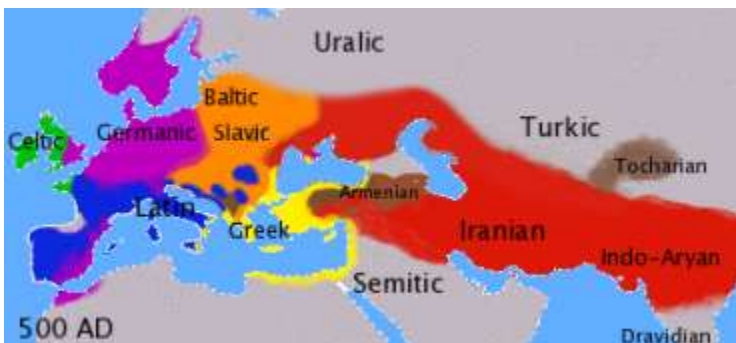 Uralic
Baltic
Celtic
Germanic
Slavic
Turkic
Tocharian
Armenian
Latin
Greek
Iranian
Indo-Aryan
Semitic
500 AD
Dravidian